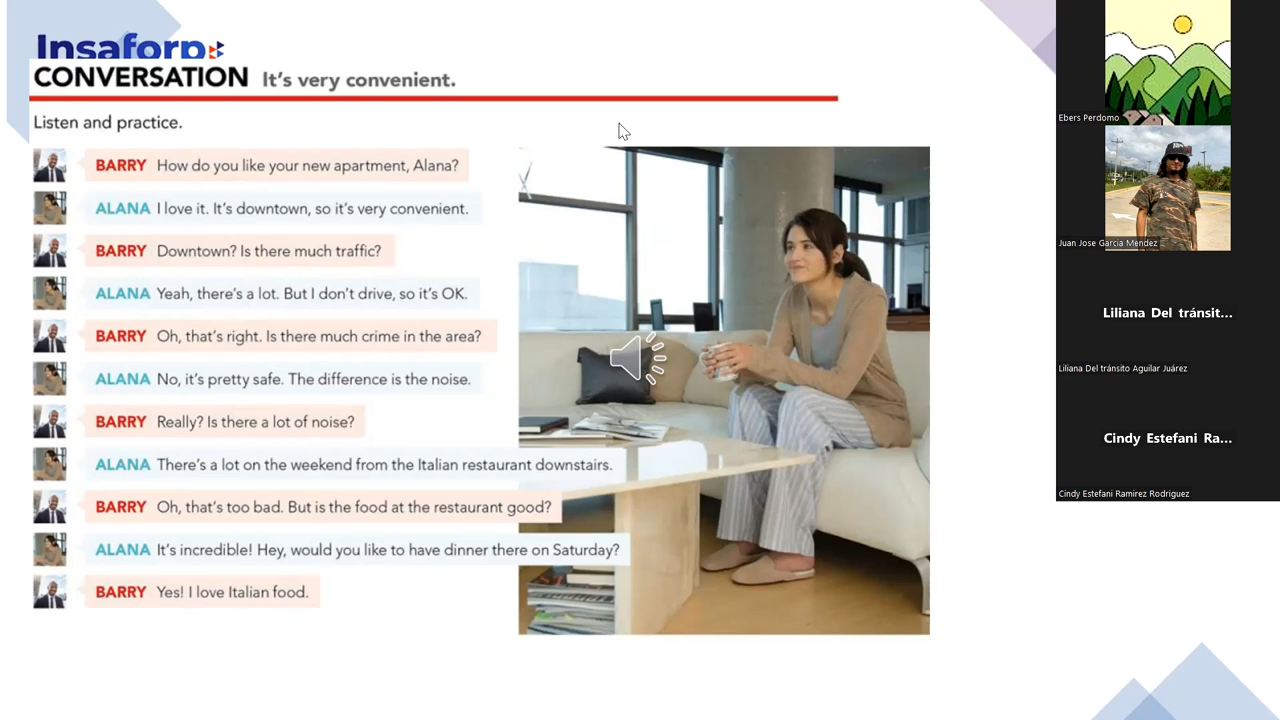 Insaforp
CONVERSATION It's very convenient.
Listen and practice.
BARRY How do you like your new apartment, Alana?
ALANA I love it. It's downtown, so it's very convenient.
BARRY Downtown? Is there much traffic?
ALANA Yeah, there's a lot. But I don't drive, so it's OK.
BARRY Oh, that's right. Is there much crime in the area?
ALANA No, it's pretty safe. The difference is the noise.
BARRY Really? Is there a lot of noise?
ALANA There's a lot on the weekend from the Italian restaurant downstairs.
BARRY Oh, that's too bad. But is the food at the restaurant good?
ALANA It's incredible! Hey, would you like to have dinner there on Saturday?
BARRY Yes! I love Italian food.
Ebers Perdomo
Juan Jose Garcia Mendez
Liliana Del tránsit...
Liliana Del tránsito Aguilar Juárez
Cindy Estefani Ra...
Cindy Estefani Ramirez Rodriguez